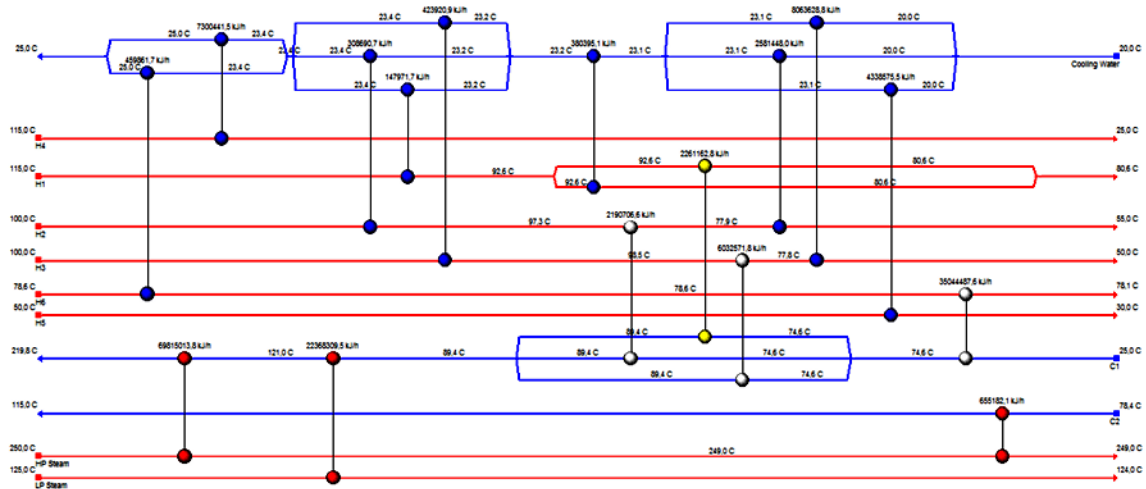 423920,9 kJ/h 8063628,8 kJ/h
7300441,5 kJ/h 23,4 C 23,2 C 23,1 C 20,0 C
25,0 C 23,4 C 308690,7 kJ/h 2581448,0 kJ/h
25,0 C 459861,7 kJ/h 23,4 C 23,4 C 23,2 C 380395,1 kJ/h 23,2 C 23,1 C 23,1 C 20,0 C 20,0 C
Cooling Water
25,0 C 23,4 C 147971,7 kJ/h 4338575,5 kJ/h
23,4 C 23,2 C 23,1 C 20,0 C
115,0 C 25,0 C
H4
2261162,8 kJ/h
115,0 C 92,6 C 80,6 C 80,6 C
H1 92,6 C
92,6 C 80,6 C
100,0 C 97,3 C 2190706,6 kJ/h 77,9 C 55,0 C
H2
100,0 C 6032571,8 kJ/h 50,0 C
H3 95,5 C 77,8 C
78,6 C 78,6 C 35044487,6 kJ/h 78,1 C
H6
50,0 C 30,0 C
H5
89,4 C 74,6 C
219,8 C 69815013,8 kJ/h 121,0 C 22368309,5 kJ/h 89,4 C 89,4 C 74,6 C 74,6 C 25,0 C
C1
89,4 C 74,6 C
115,0 C 655182,1 kJ/h 78,4 C
C2
250,0 C 249,0 C 249,0 C
HP Steam
125,0 C 124,0 C
LP Steam